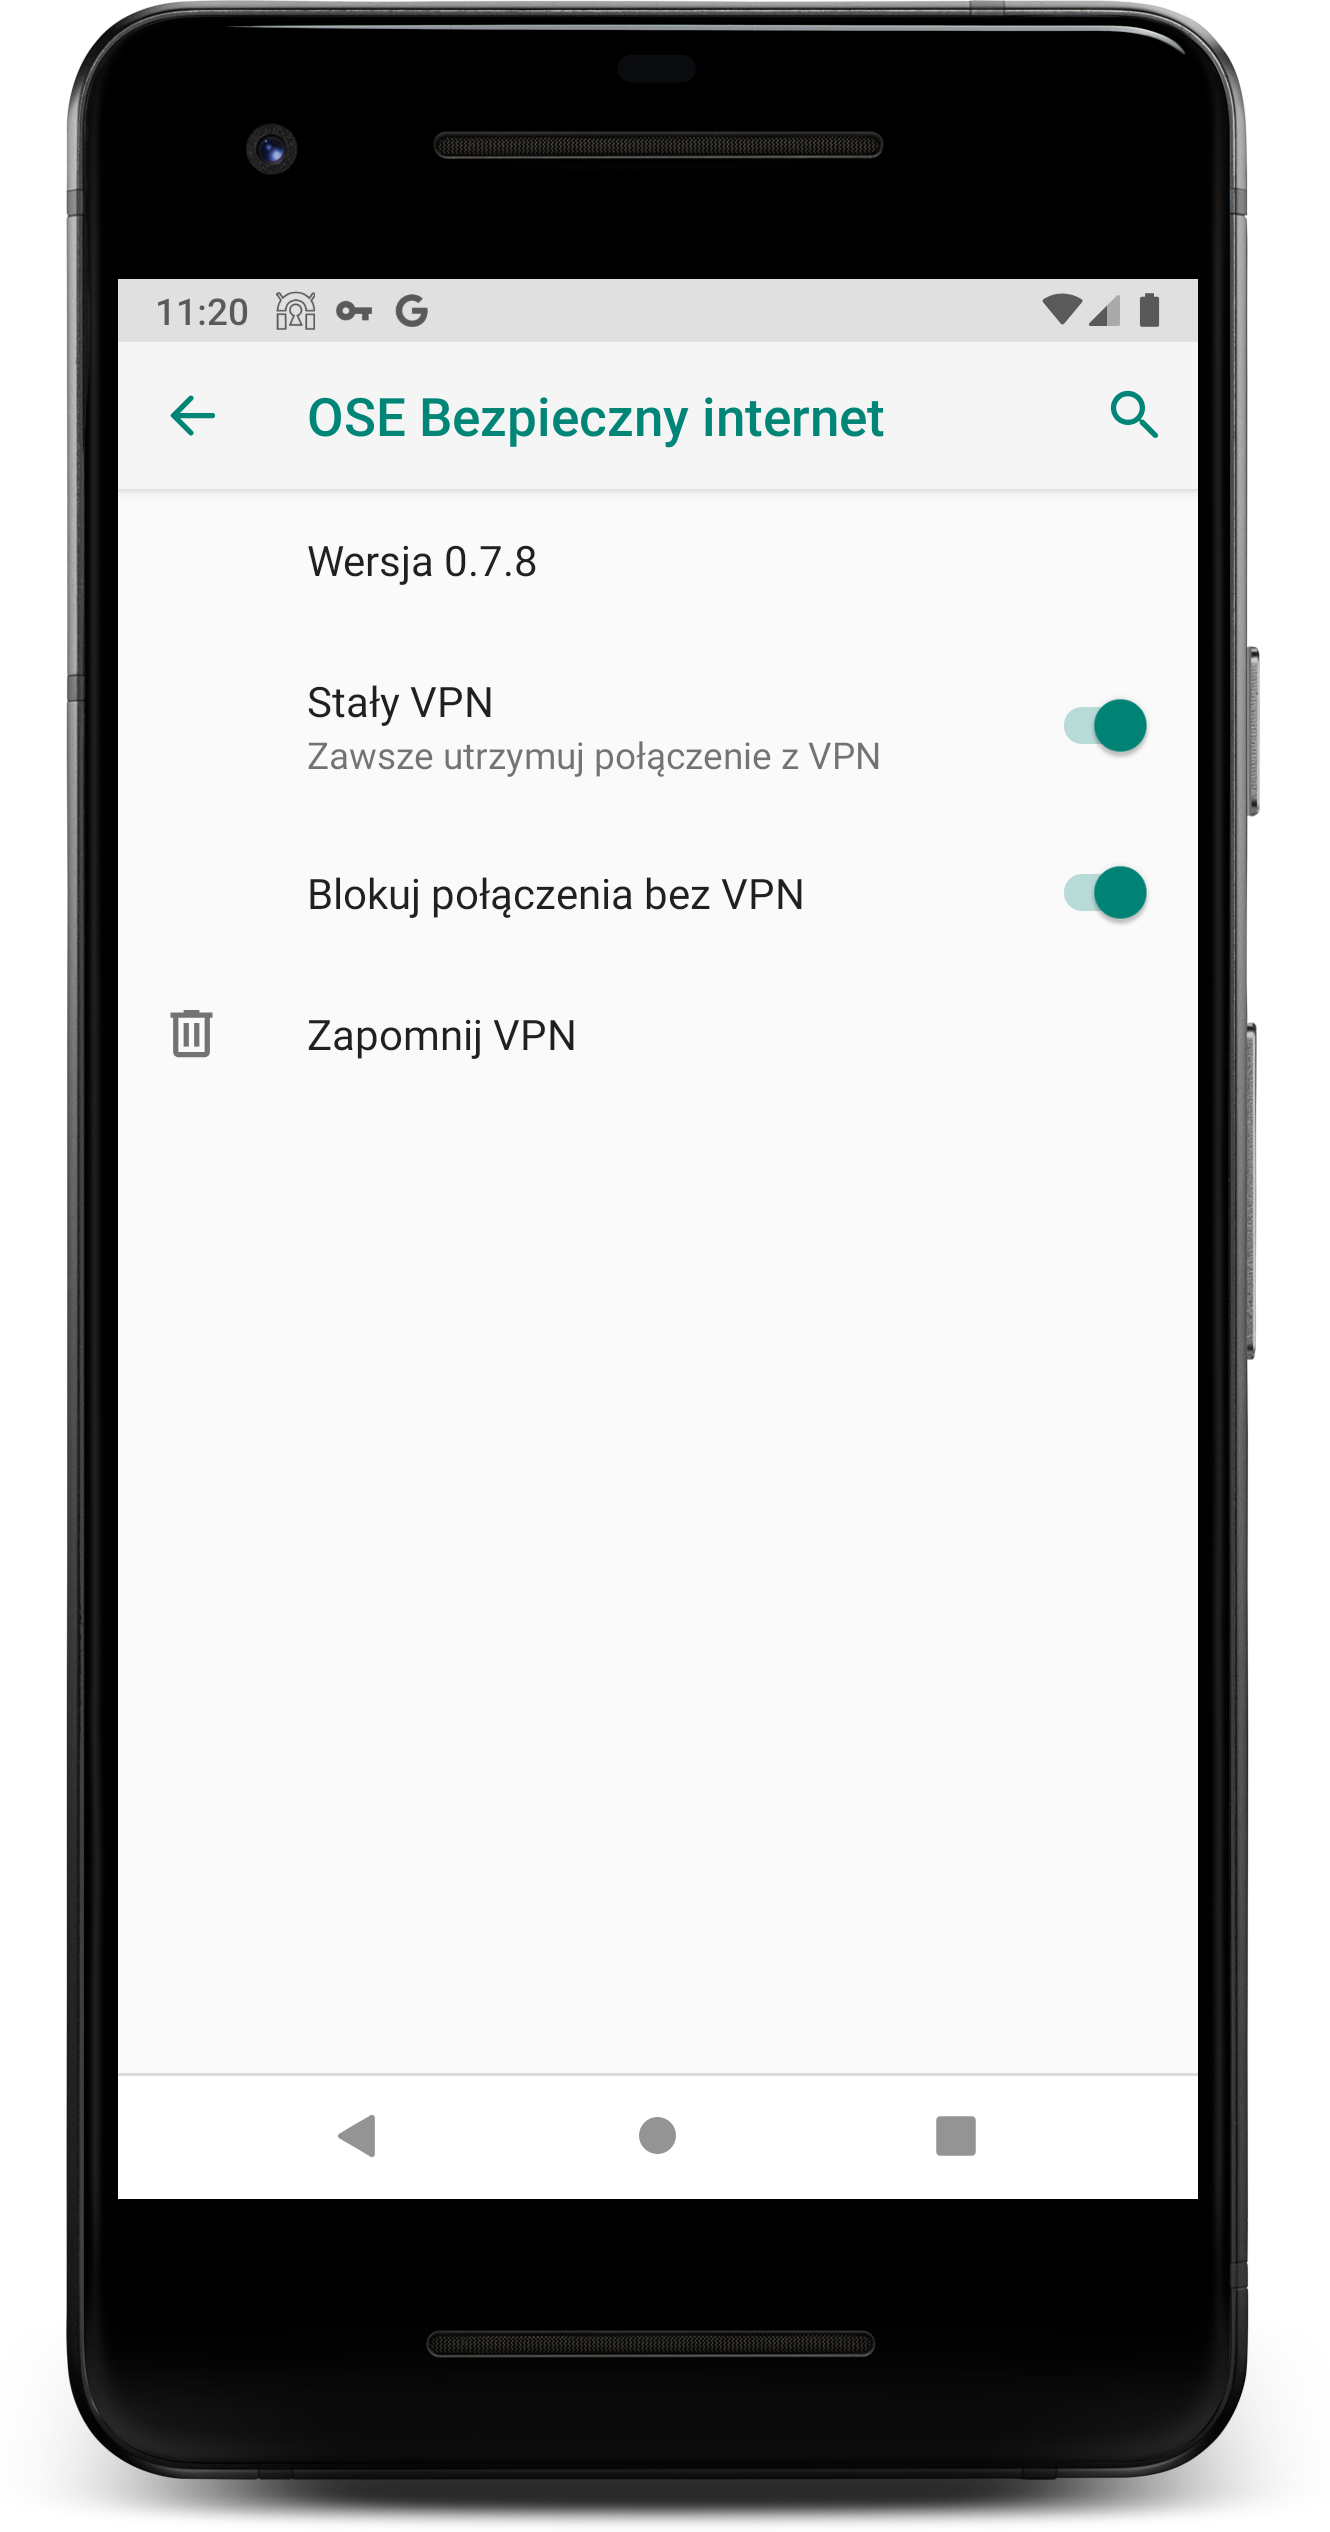 11:20
OSE Bezpieczny internet
Wersja 0.7.8
Stały VPN
Zawsze utrzymuj połączenie z VPN
Blokuj połączenia bez VPN
Zapomnij VPN